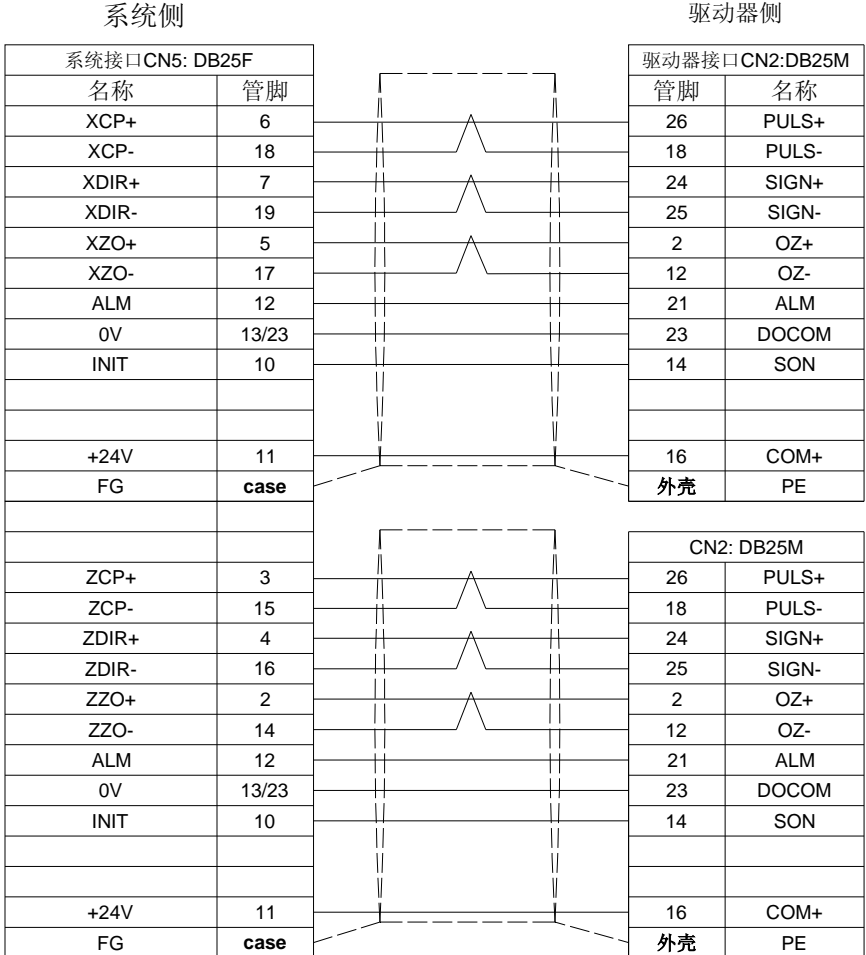 系统侧 驱动器侧
系统接口CN5: DB25F 驱动器接口CN2:DB25M
名称 管脚 管脚 名称
XCP+ 6 26 PULS+
XCP- 18 18 PULS-
XDIR+ 7 24 SIGN+
XDIR- 19 25 SIGN-
XZO+ 5 2 OZ+
XZO- 17 12 OZ-
ALM 12 21 ALM
0V 13/23 23 DOCOM
INIT 10 14 SON
+24V 11 16 COM+
FG case 外壳 PE
CN2: DB25M
ZCP+ 3 26 PULS+
ZCP- 15 18 PULS-
ZDIR+ 4 24 SIGN+
ZDIR- 16 25 SIGN-
ZZO+ 2 2 OZ+
ZZO- 14 12 OZ-
ALM 12 21 ALM
0V 13/23 23 DOCOM
INIT 10 14 SON
+24V 11 16 COM+
FG case 外壳 PE